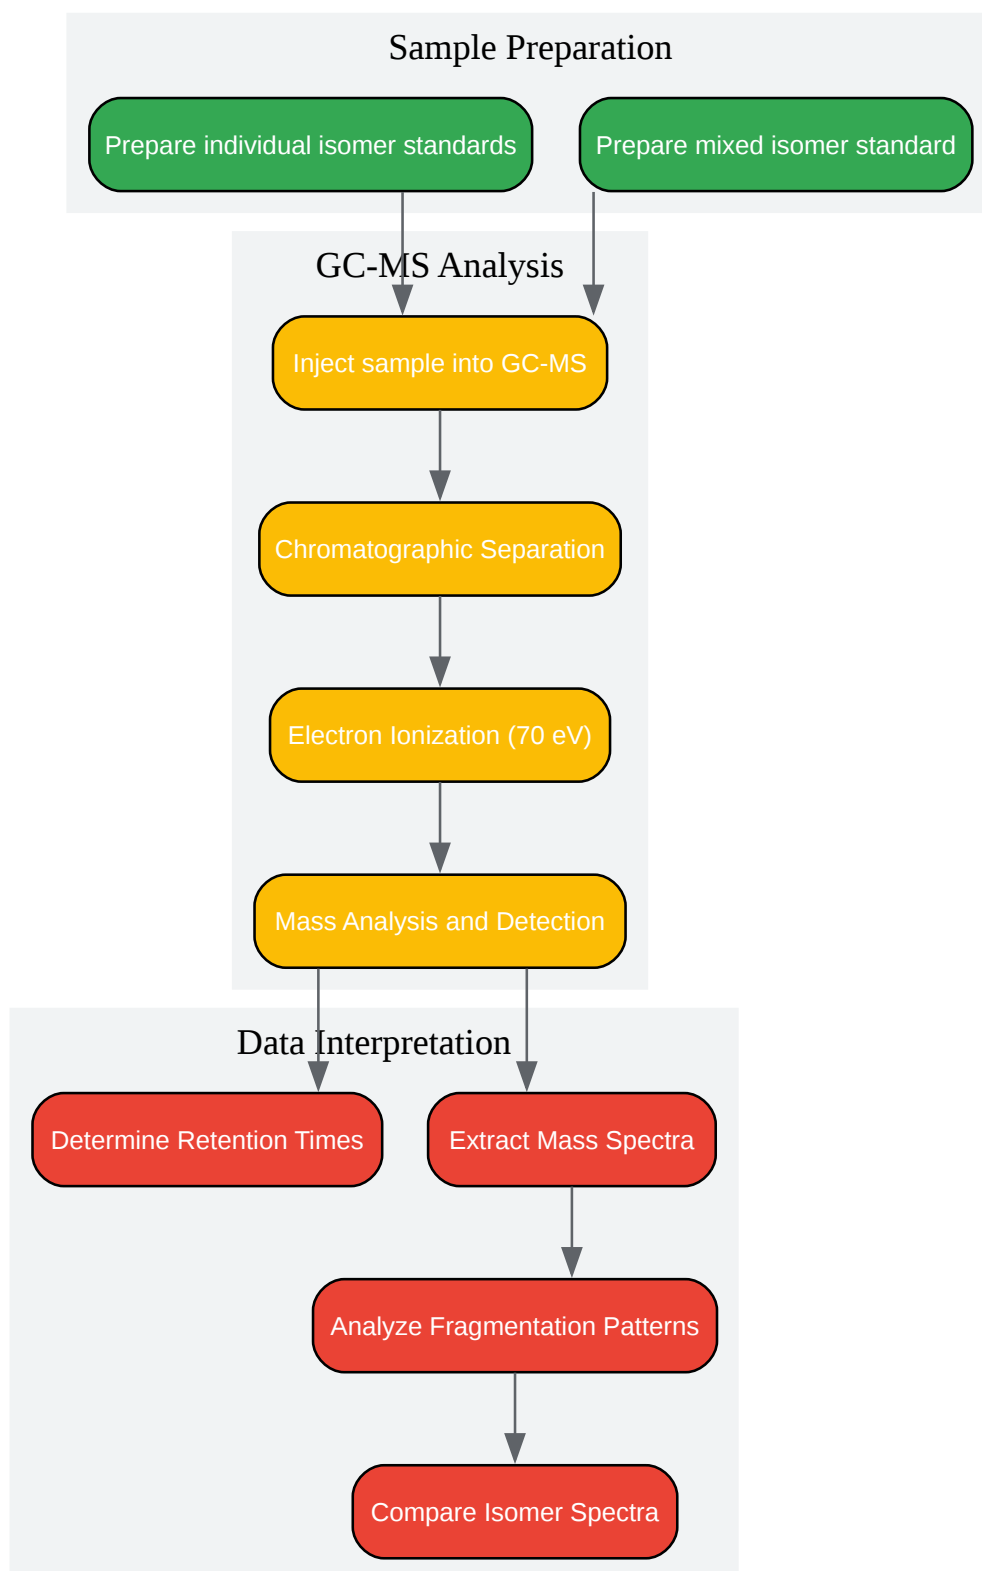 Sample Preparation
Prepare individual isomer standards
Prepare mixed isomer standard
GC-MS Analysis
Inject sample into GC-MS
Chromatographic Separation
Electron Ionization (70 eV)
Mass Analysis and Detection
Data Interpretation
Determine Retention Times
Extract Mass Spectra
Analyze Fragmentation Patterns
Compare Isomer Spectra